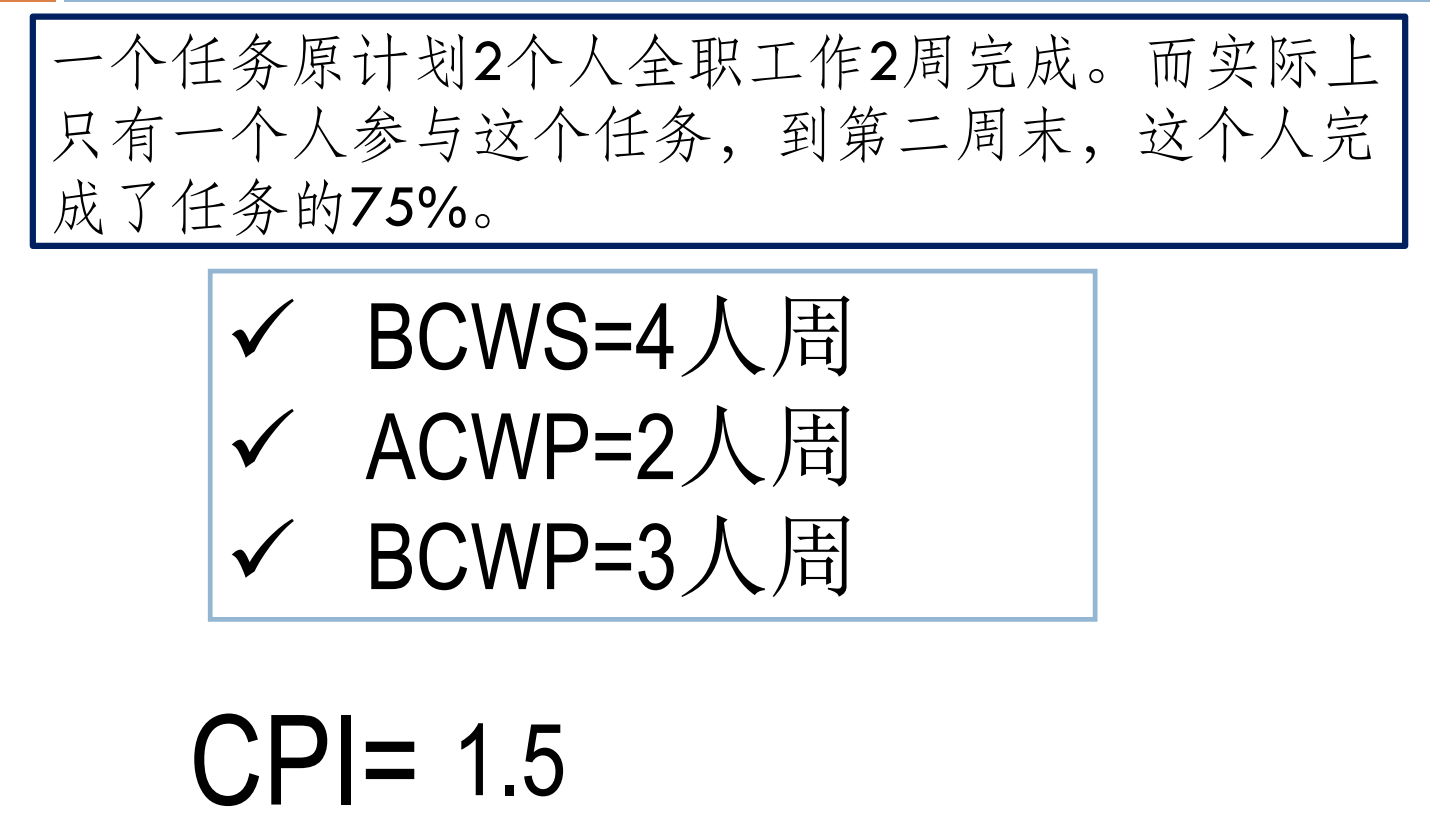 一个任务原计划2个人全职工作2周完成。而实际上
只有一个人参与这个任务，到第二周末，这个人完
成了任务的75%。
✓ BCWS=4人周
✓ ACWP=2人周
✓ BCWP=3人周
CPI= 1.5